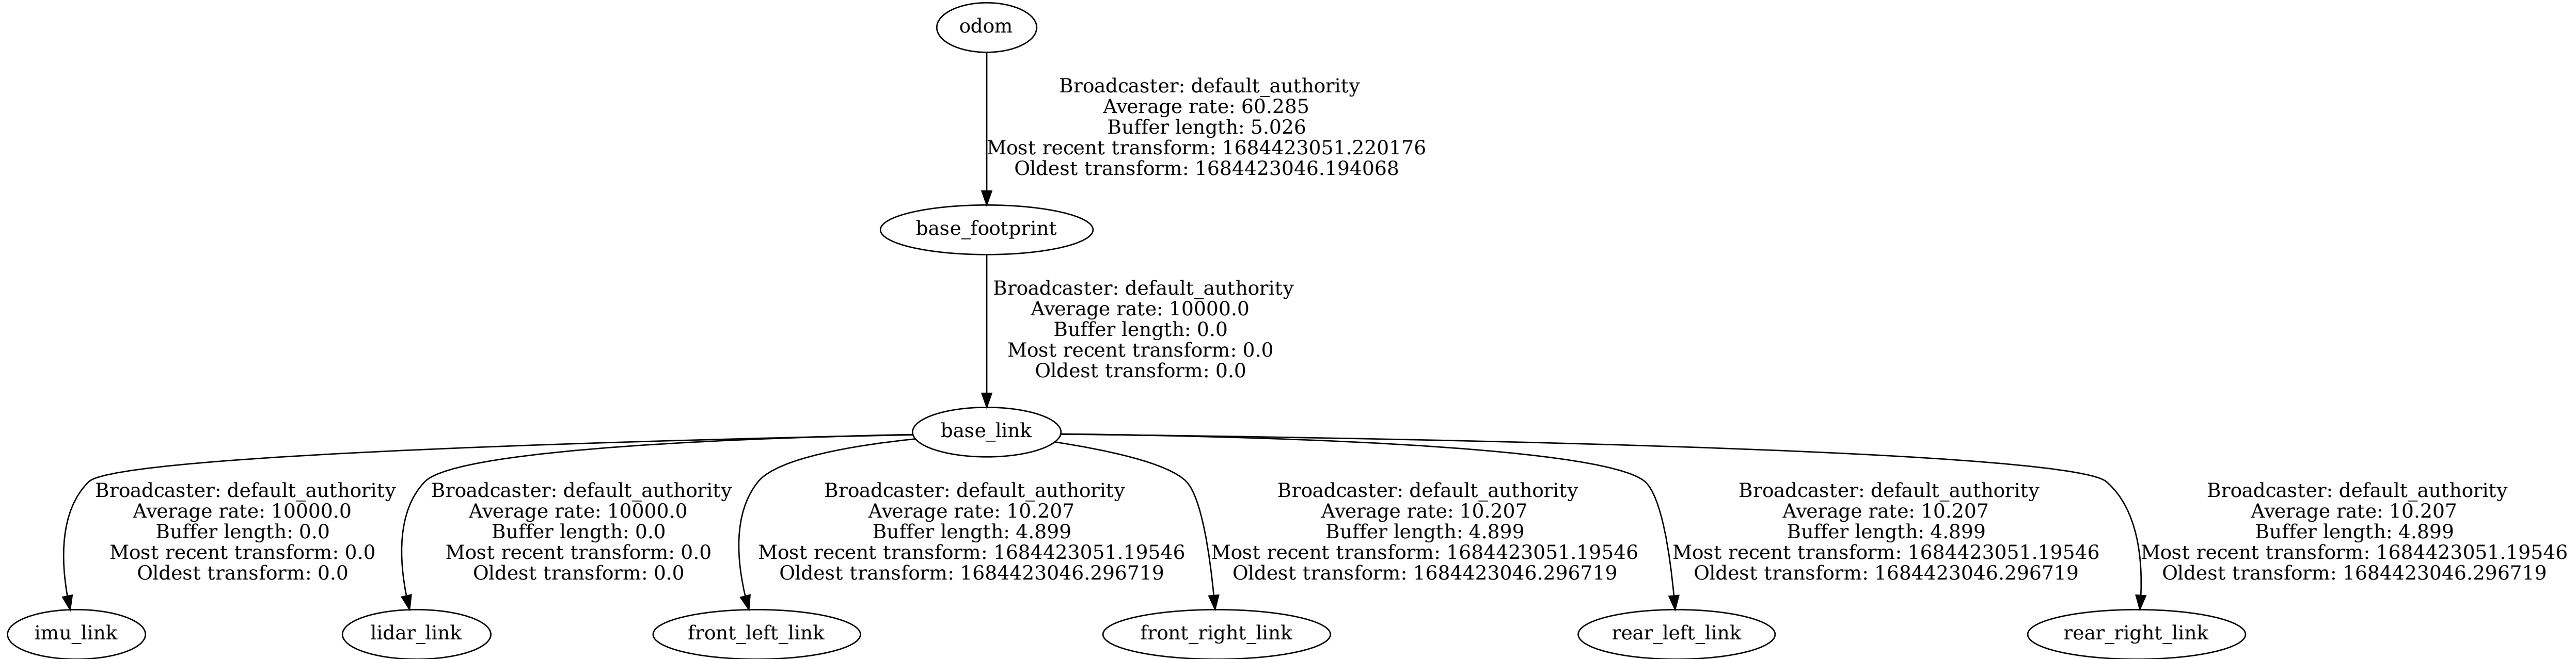 odom
Broadcaster: default_authority
Average rate: 60.285
Buffer length: 5.026
Most recent transform: 1684423051.220176
Oldest transform: 1684423046.194068
base_footprint
Broadcaster: default_authority
Average rate: 10000.0
Buffer length: 0.0
Most recent transform: 0.0
Oldest transform: 0.0
base_link
Broadcaster: default_authority
Average rate: 10000.0
Buffer length: 0.0
Most recent transform: 0.0
Oldest transform: 0.0
Broadcaster: default_authority
Average rate: 10000.0
Buffer length: 0.0
Most recent transform: 0.0
Oldest transform: 0.0
Broadcaster: default_authority
Average rate: 10.207
Buffer length: 4.899
Most recent transform: 1684423051.19546
Oldest transform: 1684423046.296719
Broadcaster: default_authority
Average rate: 10.207
Buffer length: 4.899
Most recent transform: 1684423051.19546
Oldest transform: 1684423046.296719
Broadcaster: default_authority
Average rate: 10.207
Buffer length: 4.899
Most recent transform: 1684423051.19546
Oldest transform: 1684423046.296719
Broadcaster: default_authority
Average rate: 10.207
Buffer length: 4.899
Most recent transform: 1684423051.19546
Oldest transform: 1684423046.296719
imu_link
lidar_link
front_left_link
front_right_link
rear_left_link
rear_right_link